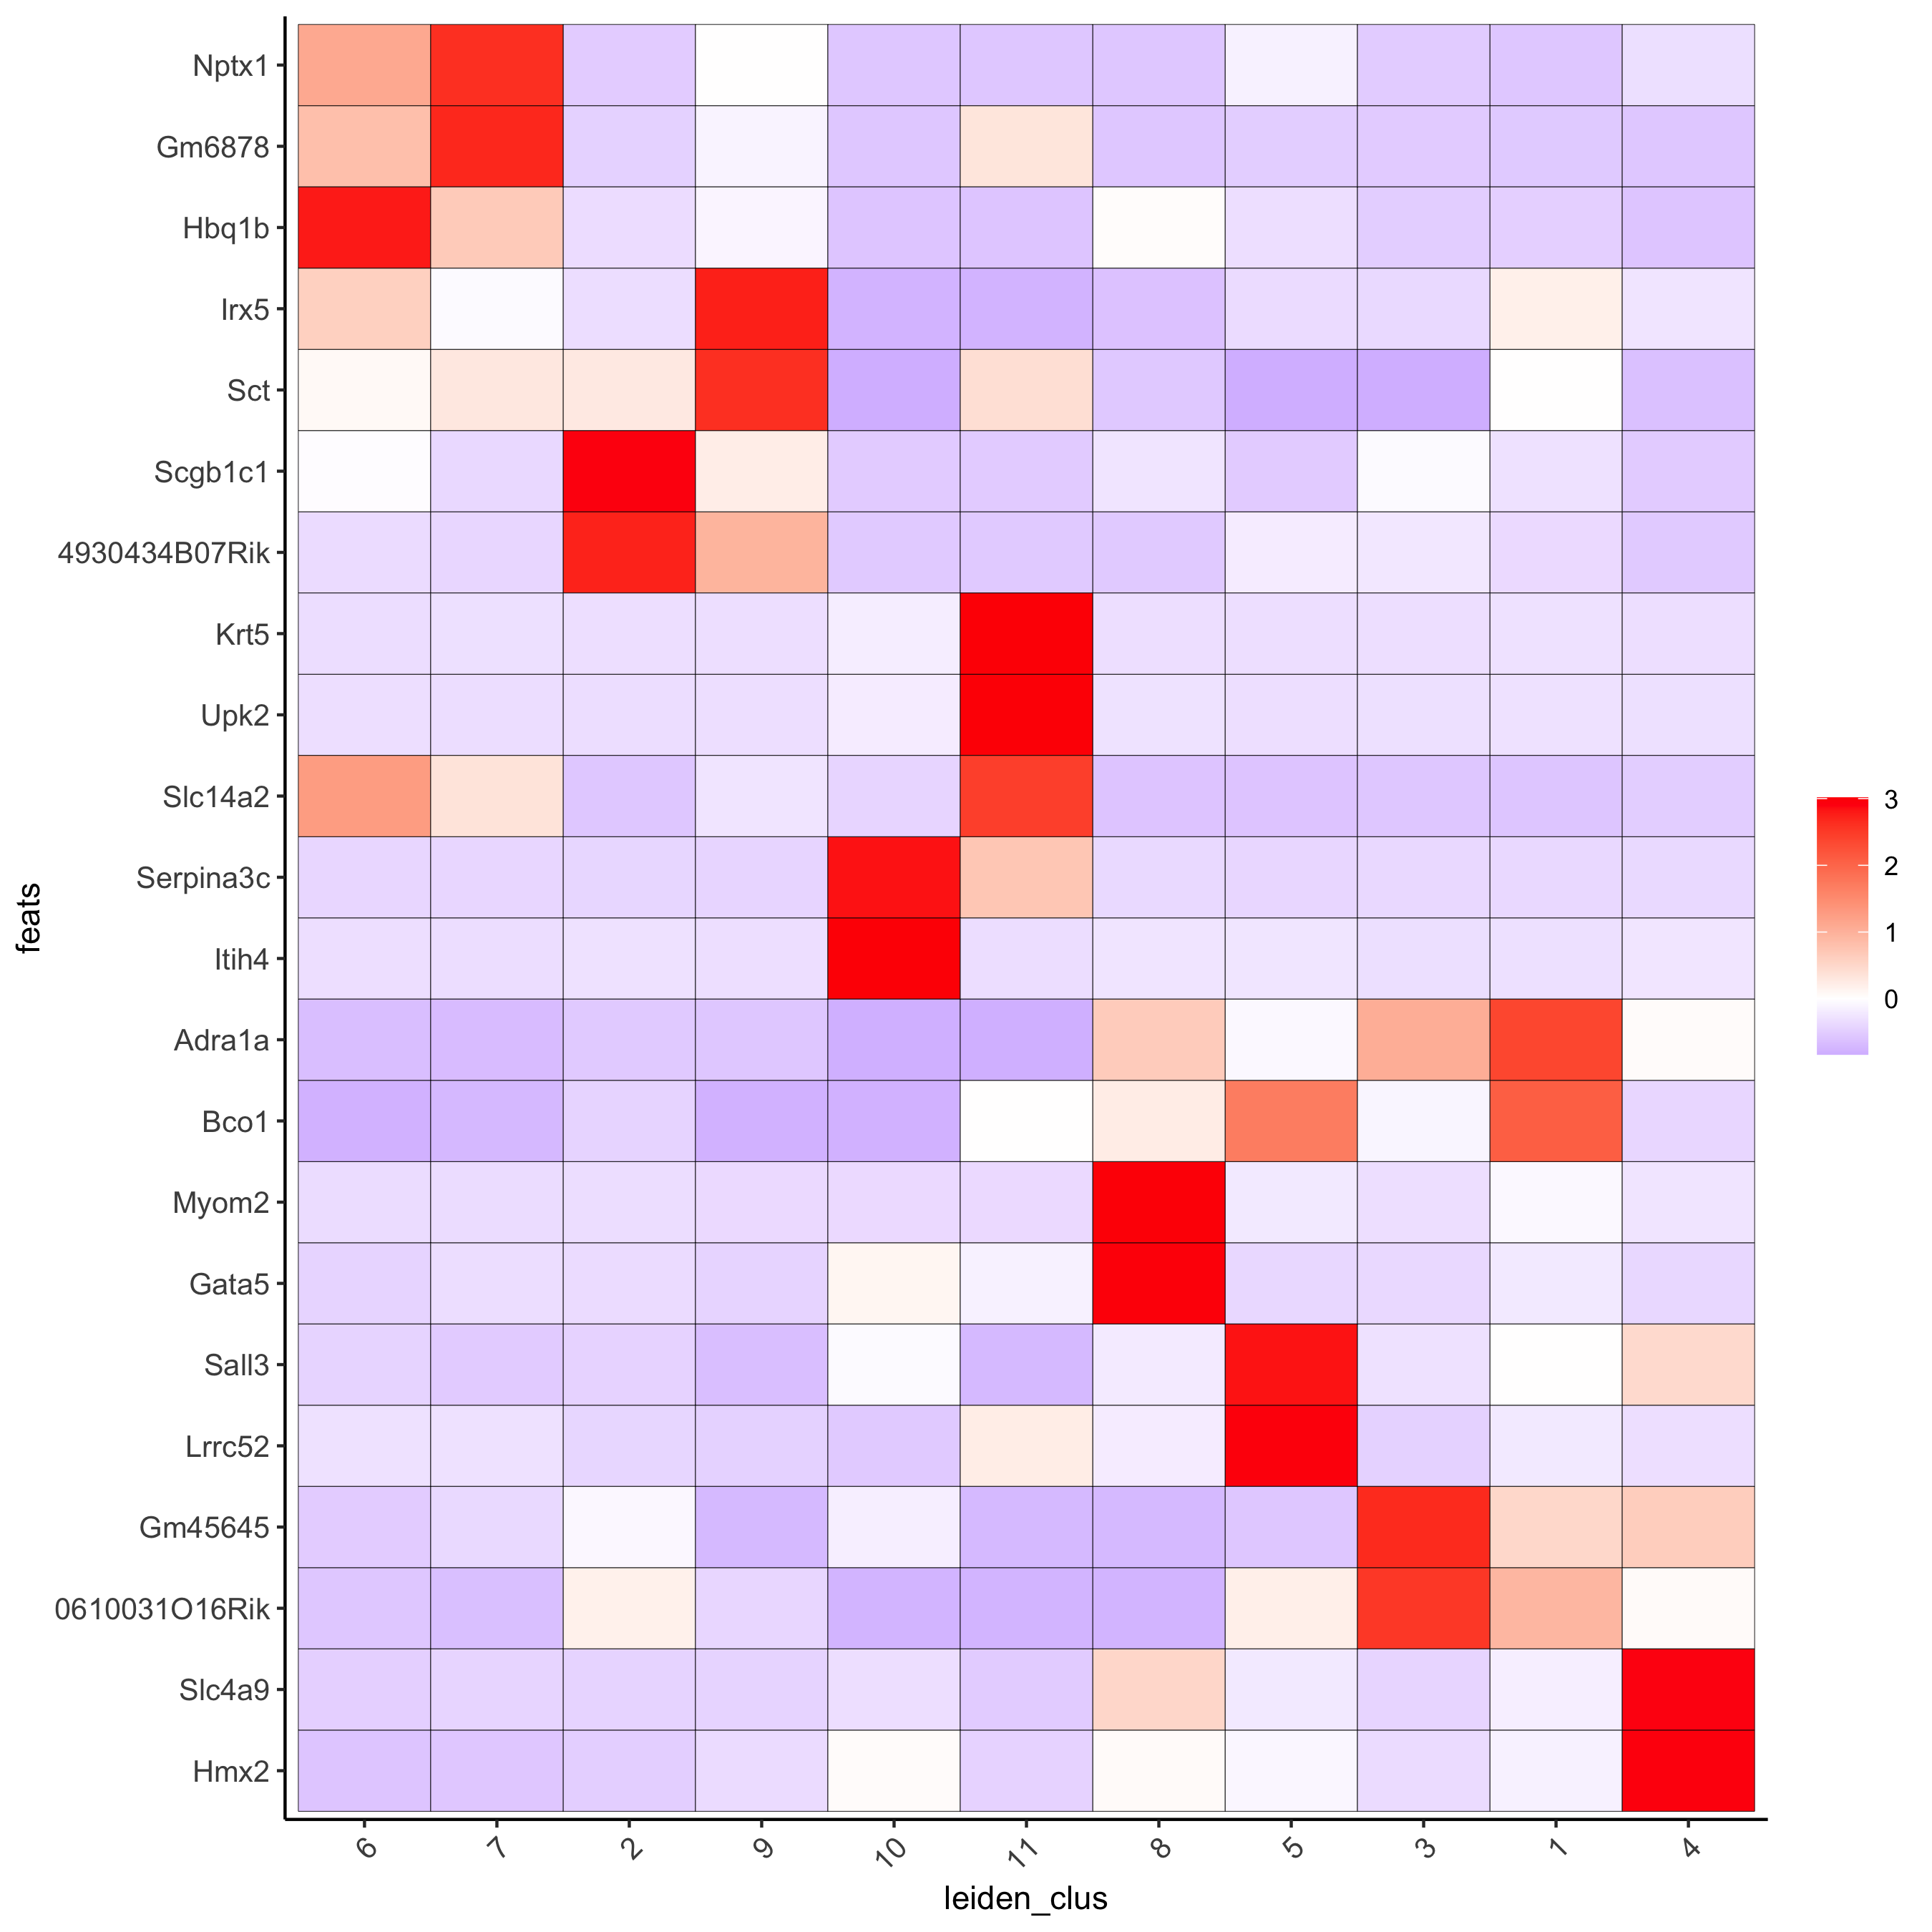 Nptx1
Gm6878
Hbq1b
Irx5
Sct
Scgb1c1
4930434B07Rik
Krt5
Upk2
Slc14a2
Serpina3c
Itih4
Adra1a
Bco1
Myom2
Gata5
Sall3
Lrrc52
Gm45645
0610031O16Rik
Slc4a9
Hmx2
feats
6 7 2 9 10 11 8 5 3 1 4
leiden_clus
3
2
1
0